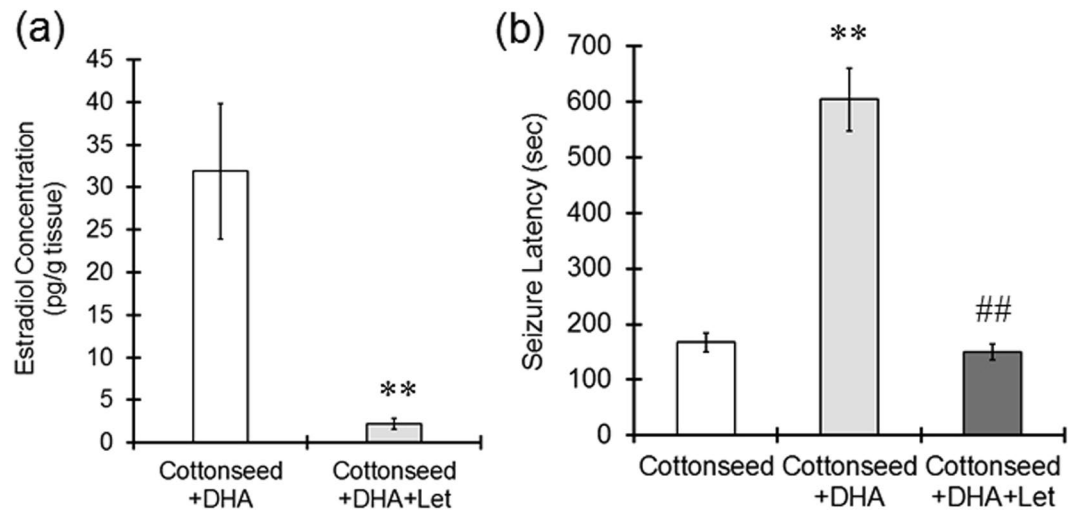 (a)
Estradiol Concentration
(pg/g tissue)
45
40
35
30
25
20
15
10
5
0
**
Cottonseed
+DHA
Cottonseed
+DHA+Let
(b)
Seizure Latency (sec)
700
600
500
400
300
200
100
0
**
##
Cottonseed
Cottonseed
+DHA
Cottonseed
+DHA+Let